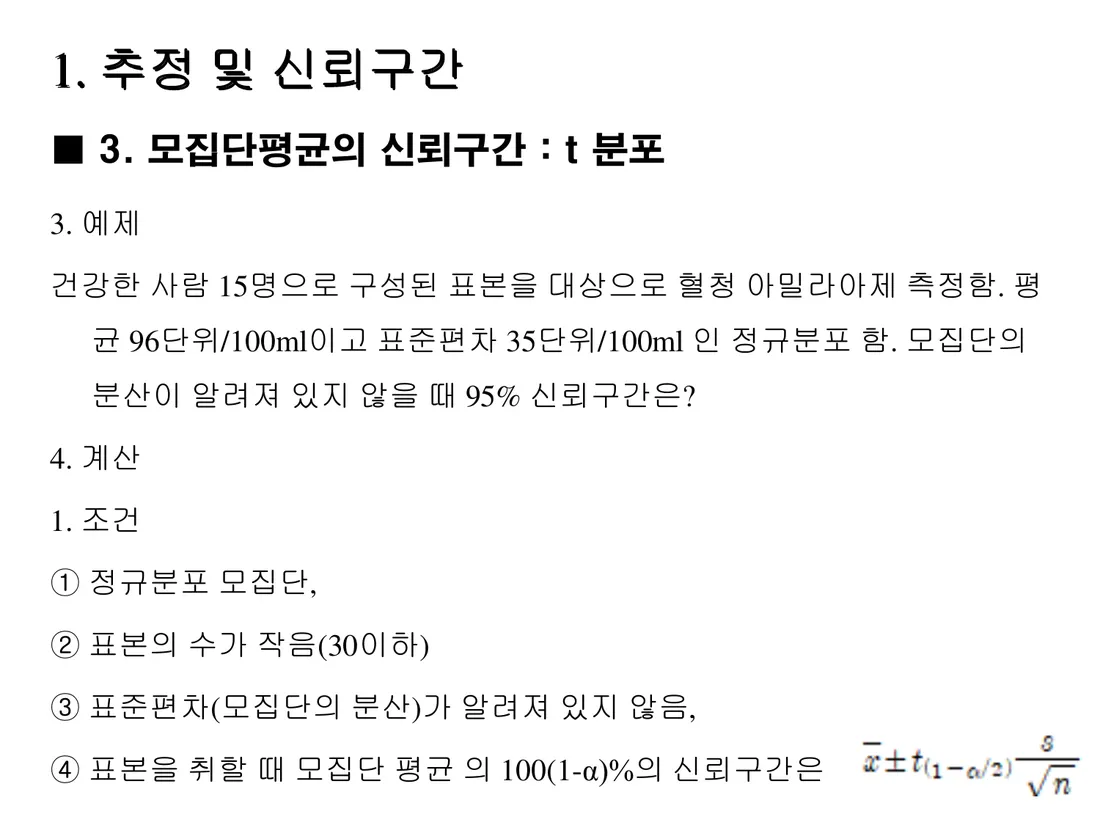 1. 추정 및 신뢰구간
■ 3. 모집단평균의 신뢰구간 : t 분포
3. 예제
건강한 사람 15명으로 구성된 표본을 대상으로 혈청 아밀라아제 측정함. 평
균 96단위/100ml이고 표준편차 35단위/100ml 인 정규분포 함. 모집단의
분산이 알려져 있지 않을 때 95% 신뢰구간은?
4. 계산
1. 조건
① 정규분포 모집단,
② 표본의 수가 작음(30이하)
③ 표준편차(모집단의 분산)가 알려져 있지 않음,
④ 표본을 취할 때 모집단 평균 의 100(1-α)%의 신뢰구간은 x̅±t(1−α/2) s/√n